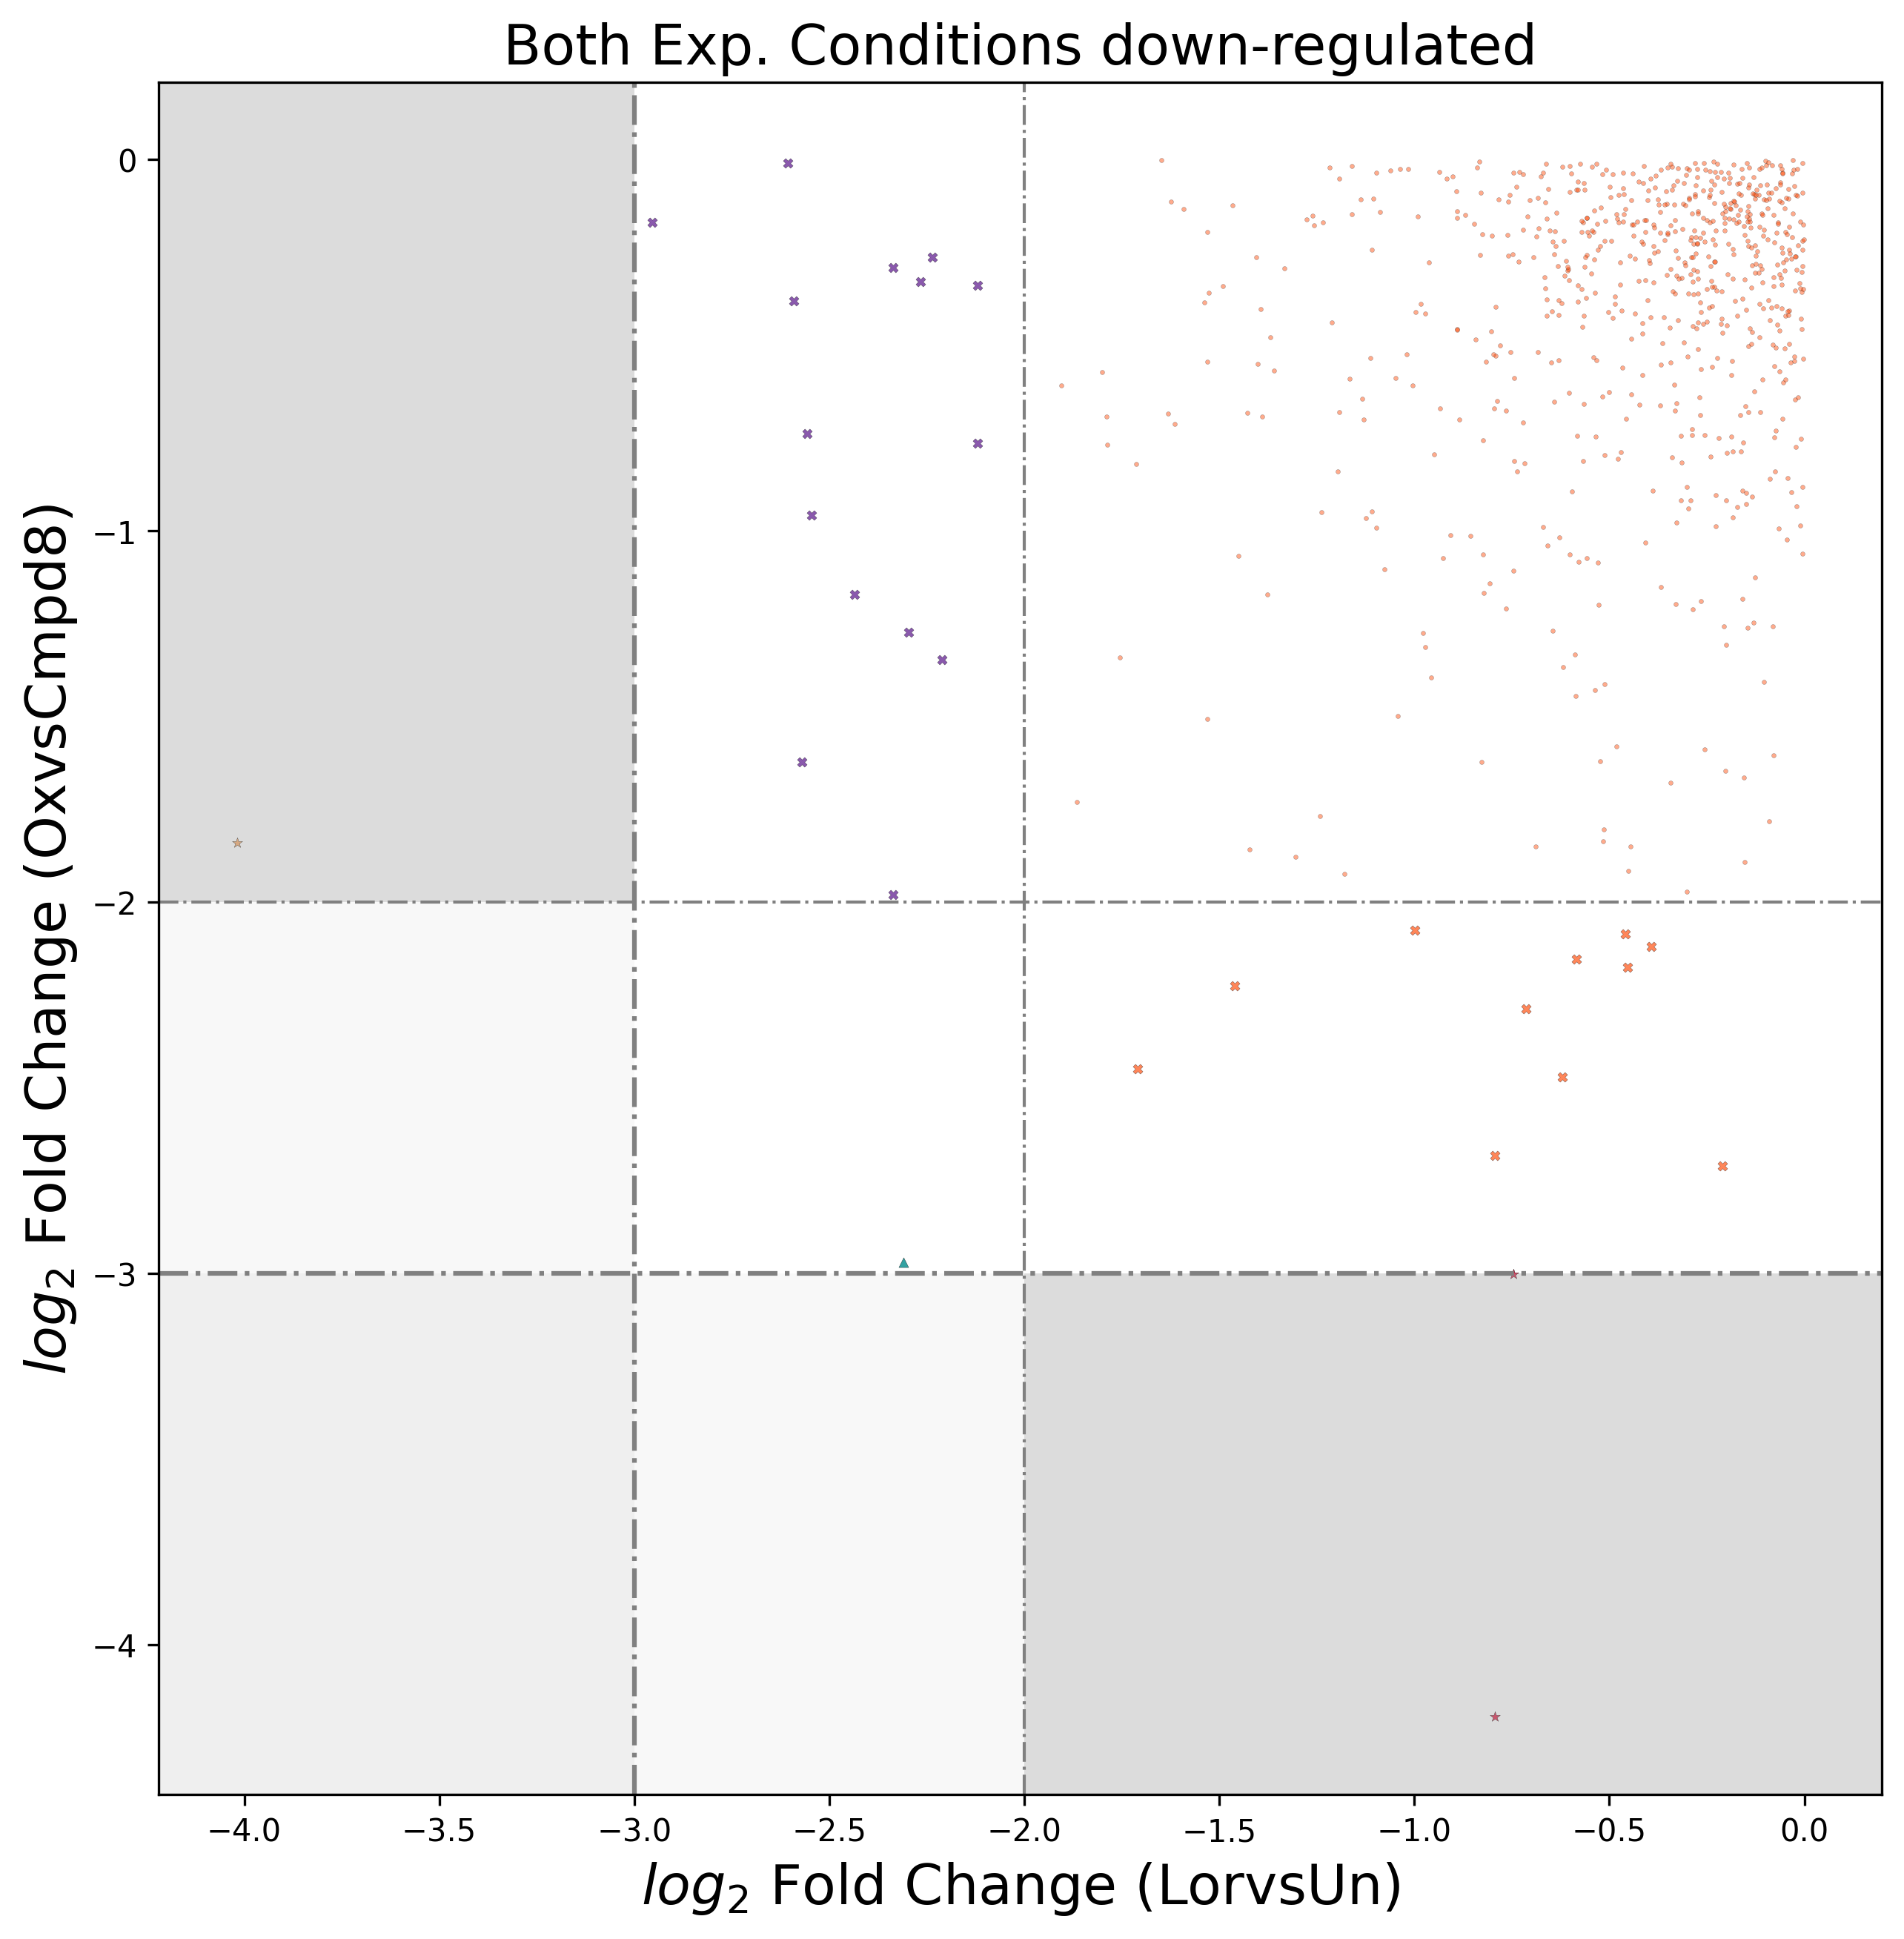 Both Exp. Conditions down-regulated
log2 Fold Change (OxvsCmpd8)
0
−1
−2
−3
−4
−4.0 −3.5 −3.0 −2.5 −2.0 −1.5 −1.0 −0.5 0.0
log2 Fold Change (LorvsUn)